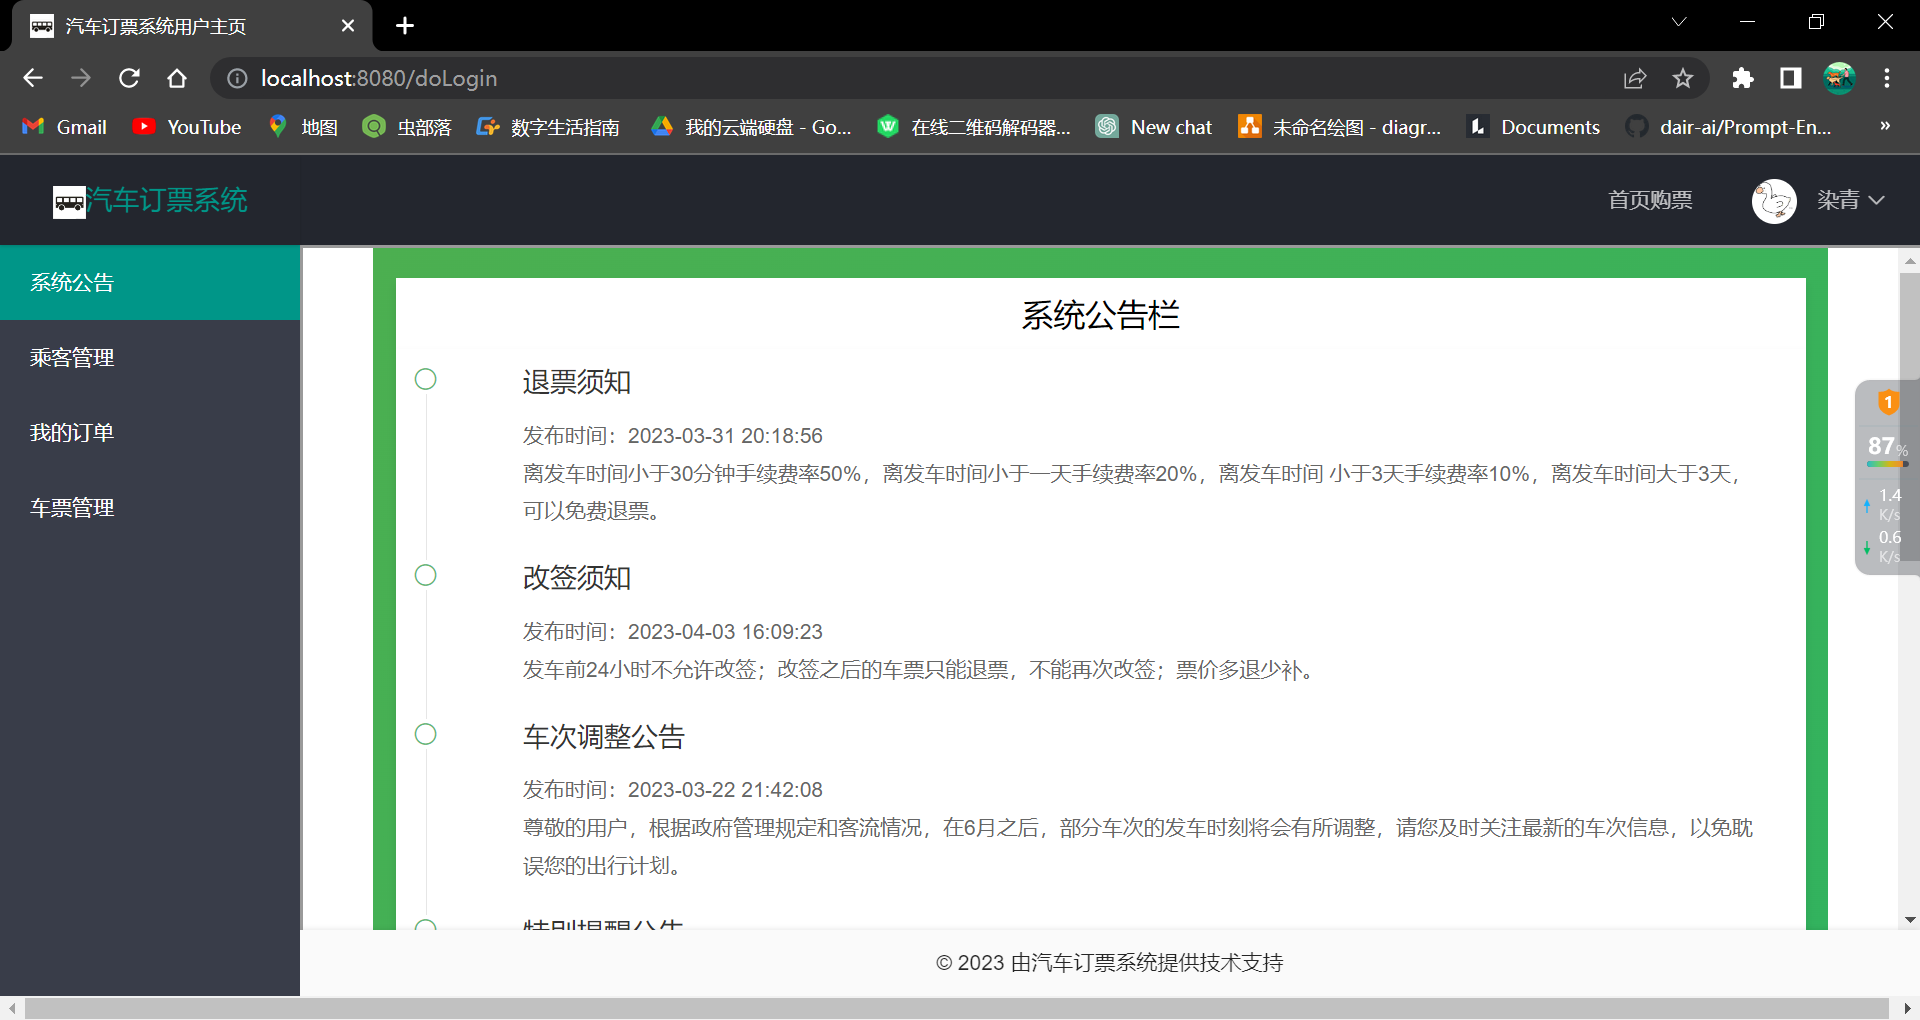 汽车订票系统用户主页
localhost:8080/doLogin
Gmail YouTube 地图 虫部落 数字生活指南 我的云端硬盘 - Go... 在线二维码解码器... New chat 未命名绘图 - diagr... Documents dair-ai/Prompt-En... »
汽车订票系统 首页购票 染青
系统公告
乘客管理
我的订单
车票管理
系统公告栏
退票须知
发布时间：2023-03-31 20:18:56
离发车时间小于30分钟手续费率50%，离发车时间小于一天手续费率20%，离发车时间 小于3天手续费率10%，离发车时间大于3天，
可以免费退票。
改签须知
发布时间：2023-04-03 16:09:23
发车前24小时不允许改签；改签之后的车票只能退票，不能再次改签；票价多退少补。
车次调整公告
发布时间：2023-03-22 21:42:08
尊敬的用户，根据政府管理规定和客流情况，在6月之后，部分车次的发车时刻将会有所调整，请您及时关注最新的车次信息，以免耽
误您的出行计划。
特别提醒公告
1
87%
1.4
K/s
0.6
K/s
© 2023 由汽车订票系统提供技术支持